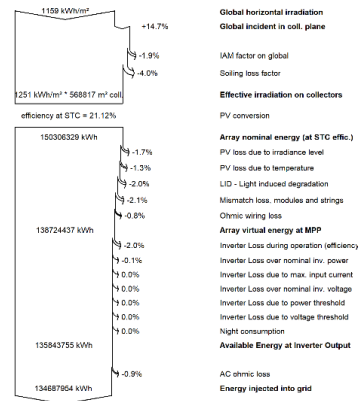 1159 kWh/m² Global horizontal irradiation
+14.7% Global incident in coll. plane
-1.9% IAM factor on global
-4.0% Soiling loss factor
1251 kWh/m² * 568817 m² coll. Effective irradiation on collectors
efficiency at STC = 21.12% PV conversion
150306329 kWh Array nominal energy (at STC effic.)
-1.7% PV loss due to irradiance level
-1.3% PV loss due to temperature
-2.0% LID - Light induced degradation
-2.1% Mismatch loss, modules and strings
-0.8% Ohmic wiring loss
138724437 kWh Array virtual energy at MPP
-2.0% Inverter Loss during operation (efficiency
-0.1% Inverter Loss over nominal inv. power
0.0% Inverter Loss due to max. input current
0.0% Inverter Loss over nominal inv. voltage
0.0% Inverter Loss due to power threshold
0.0% Inverter Loss due to voltage threshold
0.0% Night consumption
135843755 kWh Available Energy at Inverter Output
-0.9% AC ohmic loss
134687954 kWh Energy injected into grid